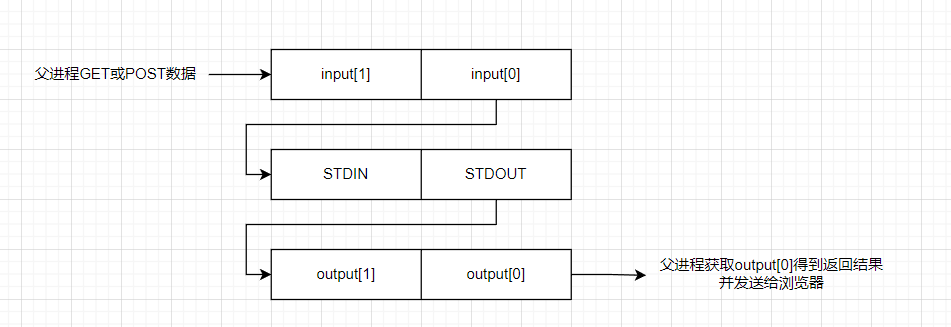 父进程GET或POST数据
input[1]
input[0]
STDIN
STDOUT
output[1]
output[0]
父进程获取output[0]得到返回结果
并发送给浏览器